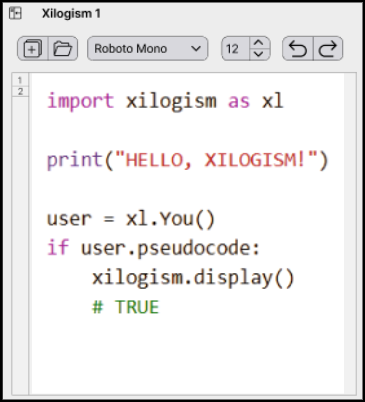 Xilogism 1
Roboto Mono 12
1
2
import xilogism as xl
print("HELLO, XILOGISM!")
user = xl.You()
if user.pseudocode:
    xilogism.display()
    # TRUE